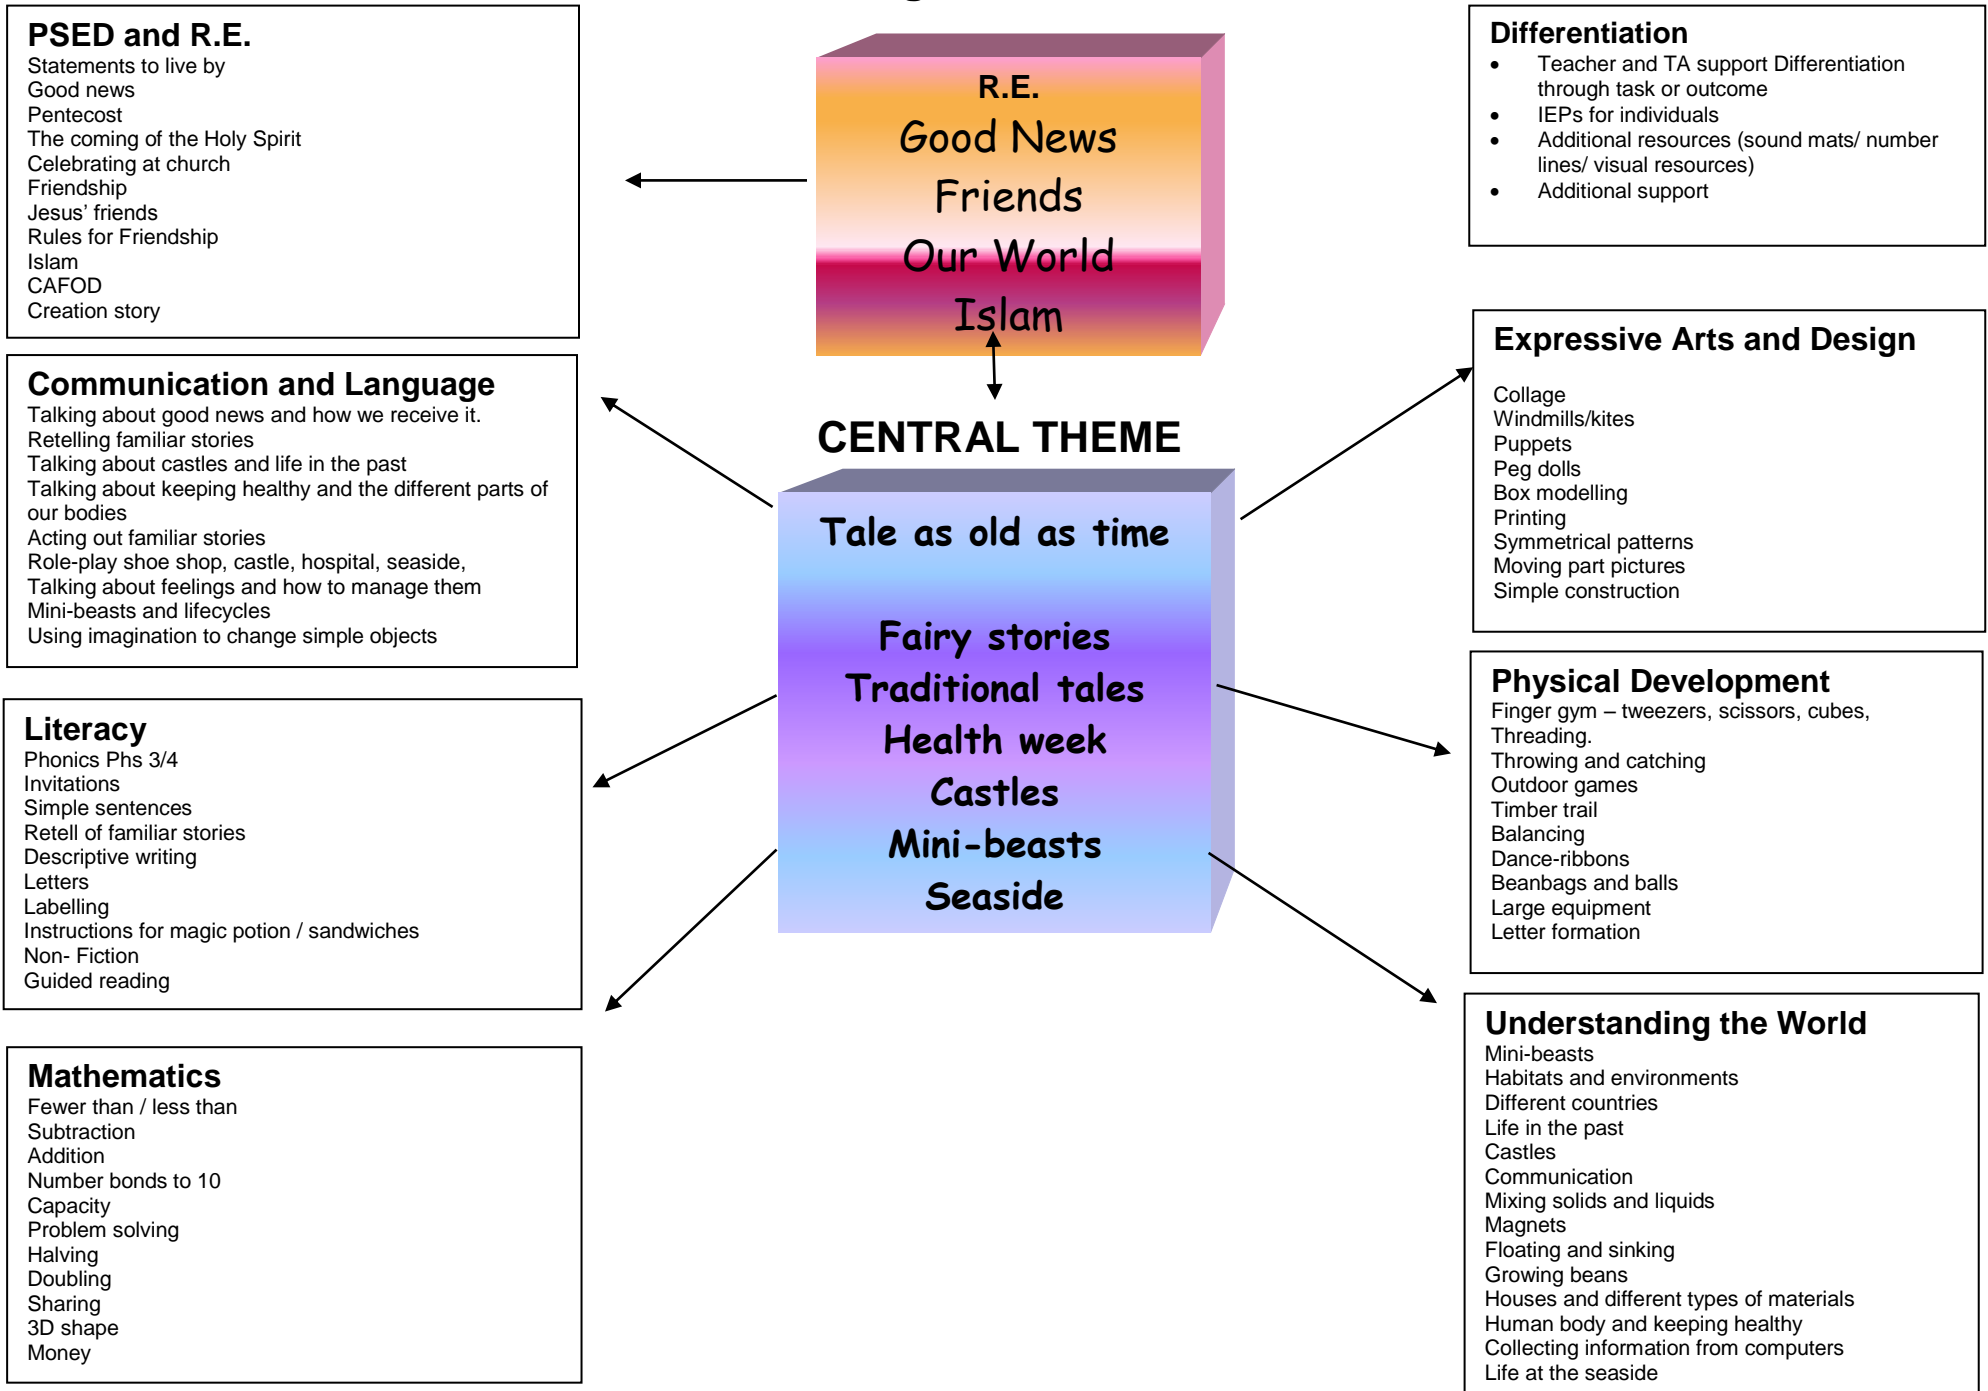 PSED and R.E.
Statements to live by
Good news
Pentecost
The coming of the Holy Spirit
Celebrating at church
Friendship
Jesus’ friends
Rules for Friendship
Islam
CAFOD
Creation story
Communication and Language
Talking about good news and how we receive it.
Retelling familiar stories
Talking about castles and life in the past
Talking about keeping healthy and the different parts of
our bodies
Acting out familiar stories
Role-play shoe shop, castle, hospital, seaside,
Talking about feelings and how to manage them
Mini-beasts and lifecycles
Using imagination to change simple objects
Literacy
Phonics Phs 3/4
Invitations
Simple sentences
Retell of familiar stories
Descriptive writing
Letters
Labelling
Instructions for magic potion / sandwiches
Non- Fiction
Guided reading
Mathematics
Fewer than / less than
Subtraction
Addition
Number bonds to 10
Capacity
Problem solving
Halving
Doubling
Sharing
3D shape
Money
R.E.
Good News
Friends
Our World
Islam
CENTRAL THEME
Tale as old as time
Fairy stories
Traditional tales
Health week
Castles
Mini-beasts
Seaside
Differentiation
• Teacher and TA support Differentiation
through task or outcome
• IEPs for individuals
• Additional resources (sound mats/ number
lines/ visual resources)
• Additional support
Expressive Arts and Design
Collage
Windmills/kites
Puppets
Peg dolls
Box modelling
Printing
Symmetrical patterns
Moving part pictures
Simple construction
Physical Development
Finger gym – tweezers, scissors, cubes,
Threading.
Throwing and catching
Outdoor games
Timber trail
Balancing
Dance-ribbons
Beanbags and balls
Large equipment
Letter formation
Understanding the World
Mini-beasts
Habitats and environments
Different countries
Life in the past
Castles
Communication
Mixing solids and liquids
Magnets
Floating and sinking
Growing beans
Houses and different types of materials
Human body and keeping healthy
Collecting information from computers
Life at the seaside